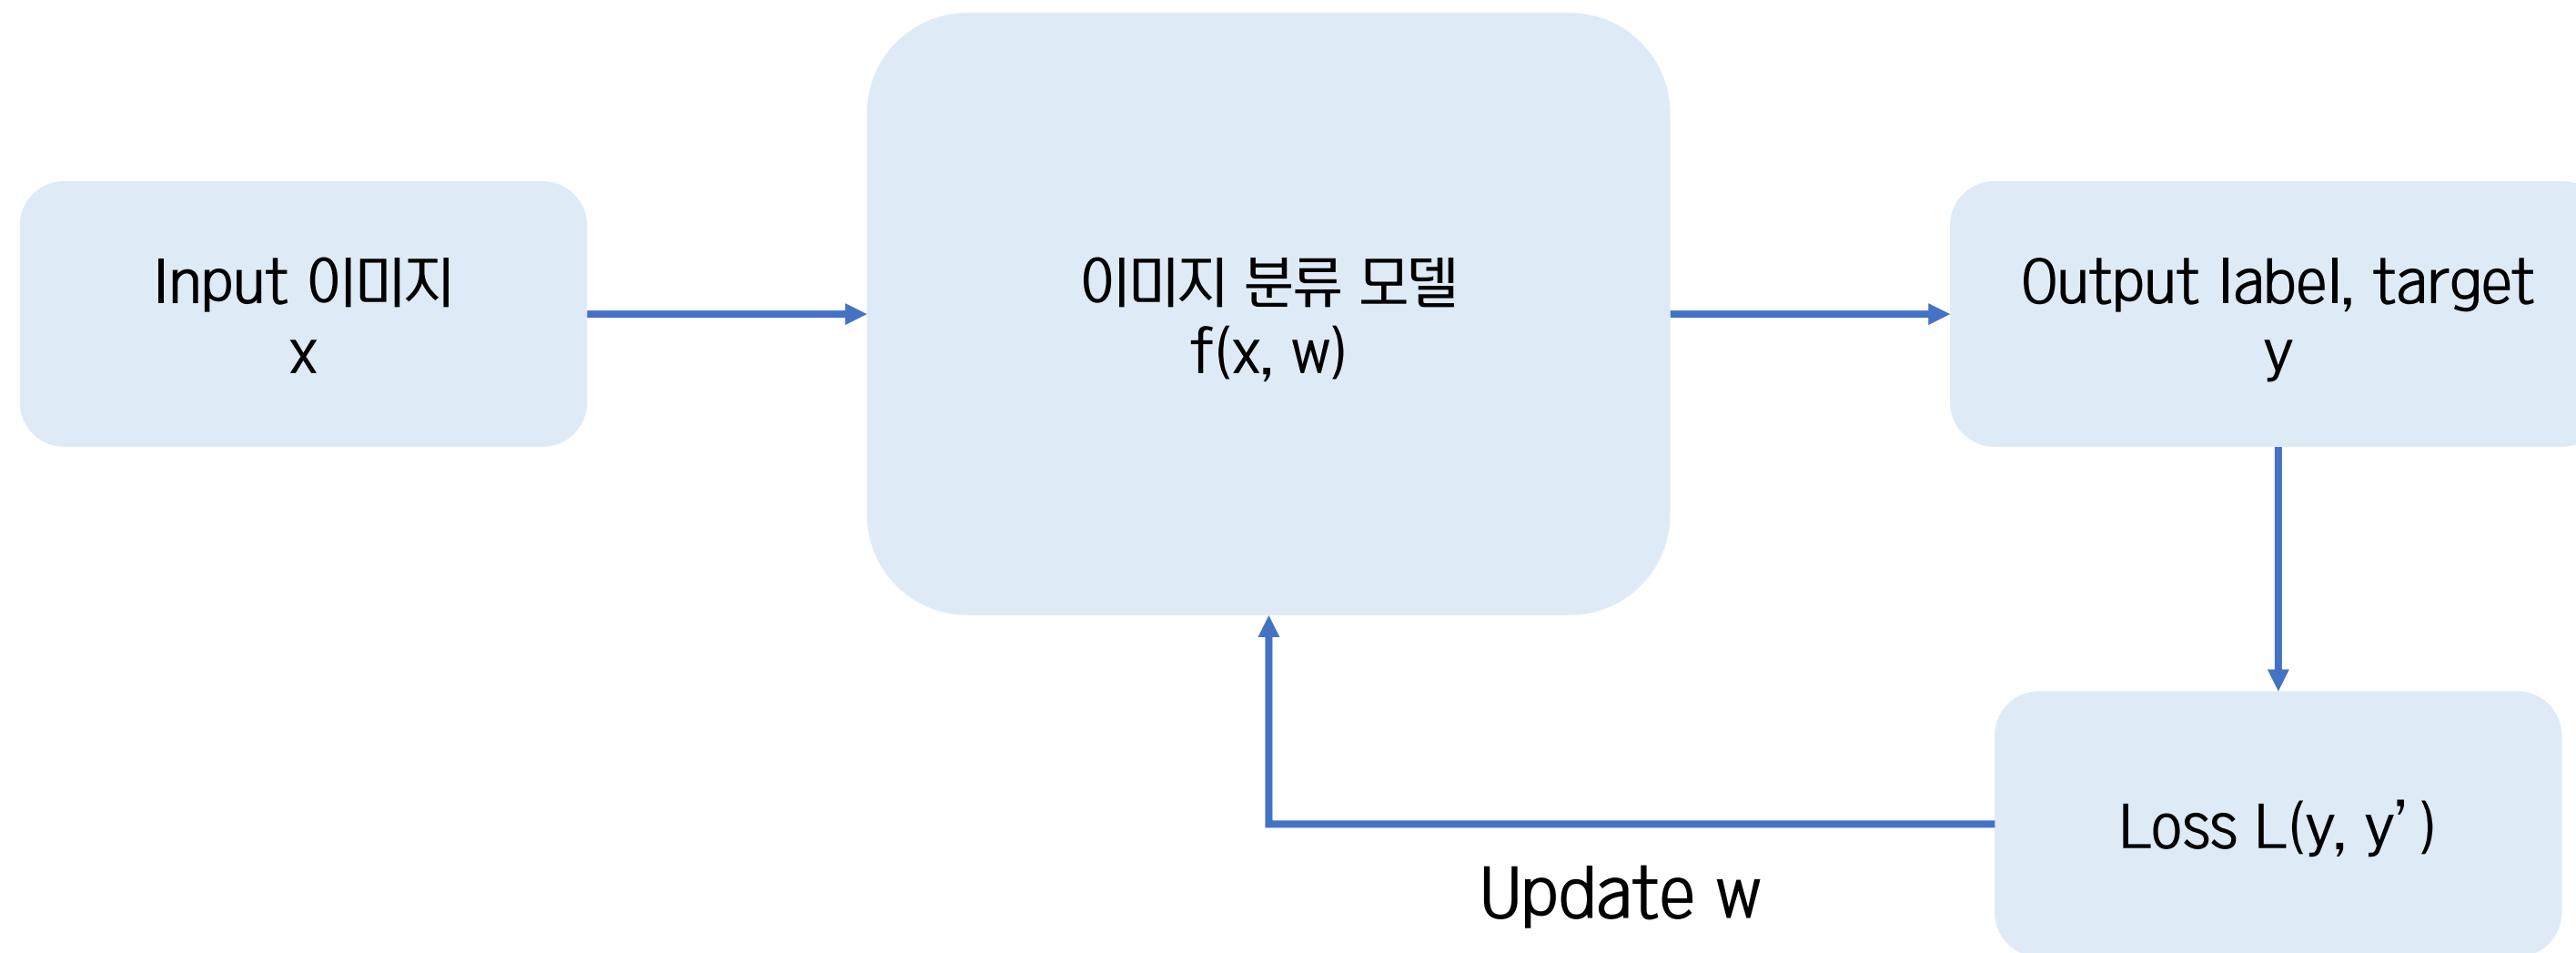 Input 이미지
x
이미지 분류 모델
f(x, w)
Output label, target
y
Loss L(y, y’)
Update w